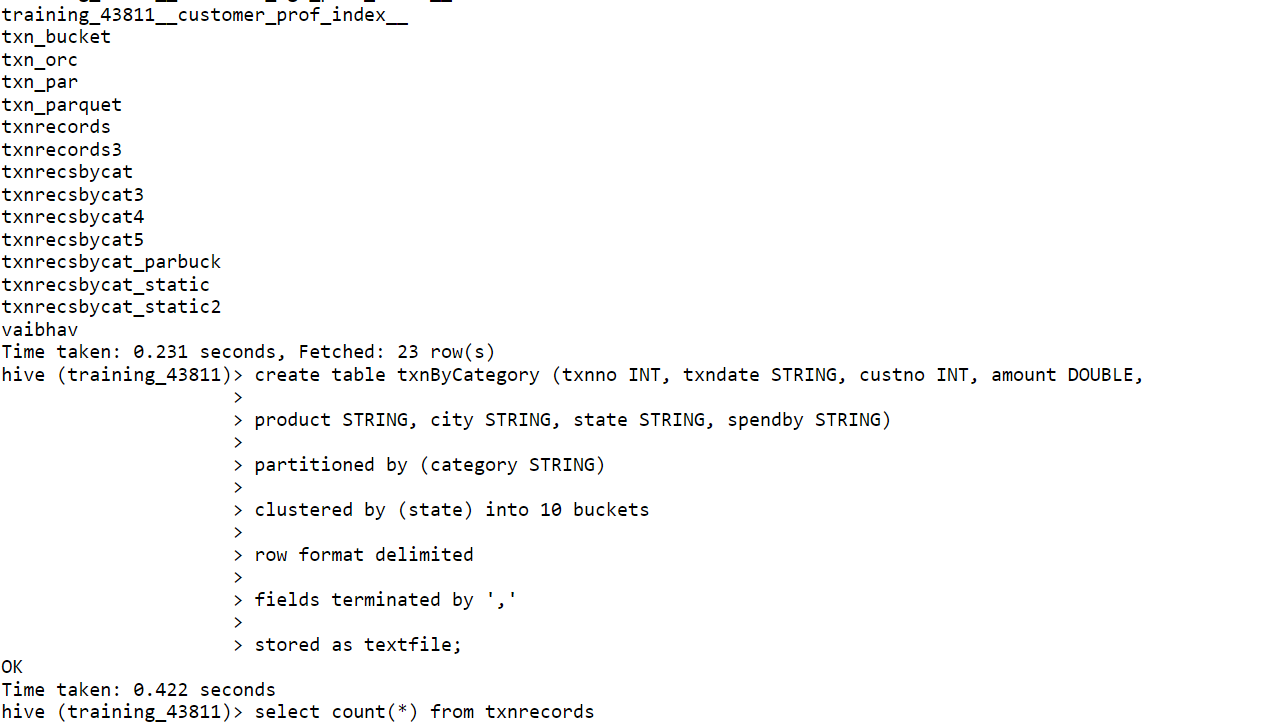 training_43811__customer_prof_index__
txn_bucket
txn_orc
txn_par
txn_parquet
txnrecords
txnrecords3
txnrecsbycat
txnrecsbycat3
txnrecsbycat4
txnrecsbycat5
txnrecsbycat_parbuck
txnrecsbycat_static
txnrecsbycat_static2
vaibhav
Time taken: 0.231 seconds, Fetched: 23 row(s)
hive (training_43811)> create table txnByCategory (txnno INT, txndate STRING, custno INT, amount DOUBLE,
>
> product STRING, city STRING, state STRING, spendby STRING)
>
> partitioned by (category STRING)
>
> clustered by (state) into 10 buckets
>
> row format delimited
>
> fields terminated by ','
>
> stored as textfile;
OK
Time taken: 0.422 seconds
hive (training_43811)> select count(*) from txnrecords